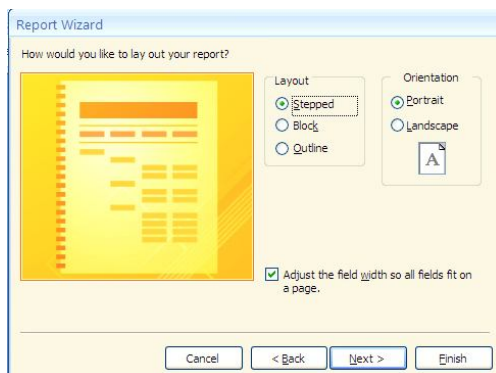 Report Wizard
How would you like to lay out your report?
Layout
Stepped
Block
Outline
Orientation
Portrait
Landscape
A
Adjust the field width so all fields fit on
a page.
Cancel
< Back
Next >
Finish